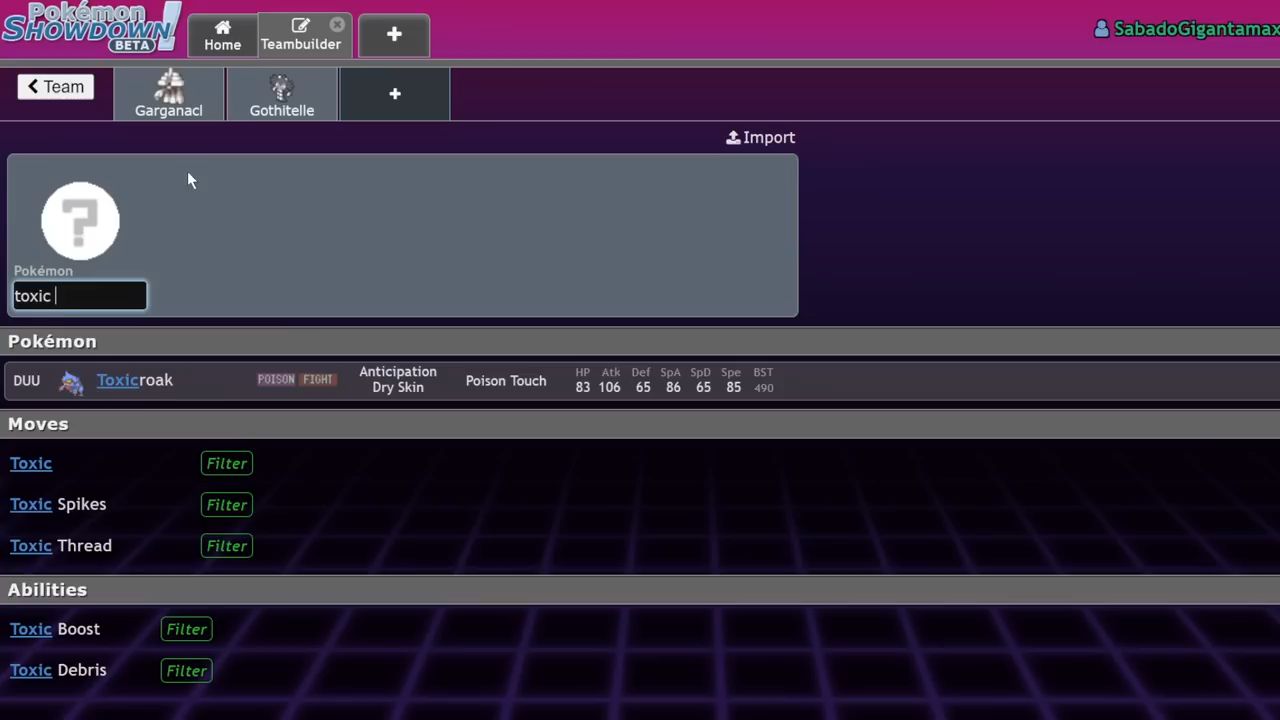 Pokémon
SHOWDOWN!
BETA
Home
Teambuilder
+
SabadoGigantamax
Team
Garganacl
Gothitelle
+
Import
?
Pokémon
toxic
Pokémon
DUU Toxicroak POISON FIGHT Anticipation Dry Skin Poison Touch HP 83 Atk 106 Def 65 SpA 86 SpD 65 Spe 85 BST 490
Moves
Toxic Filter
Toxic Spikes Filter
Toxic Thread Filter
Abilities
Toxic Boost Filter
Toxic Debris Filter